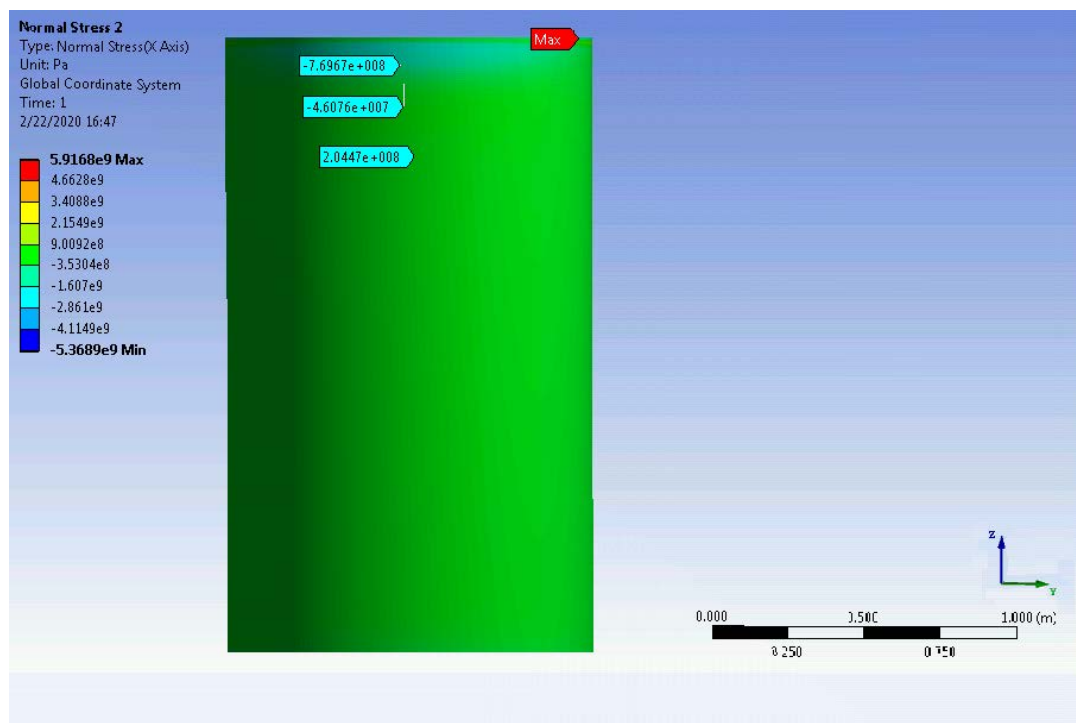 Normal Stress 2
Type: Normal Stress(X Axis)
Unit: Pa
Global Coordinate System
Time: 1
2/22/2020 16:47
5.9168e9 Max
4.6628e9
3.4088e9
2.1549e9
9.0092e8
-3.5304e8
-1.607e9
-2.861e9
-4.1149e9
-5.3689e9 Min
Max
-7.6967e+008
-4.6076e+007
2.0447e+008
Z
Y
0.000
1.000 (m)